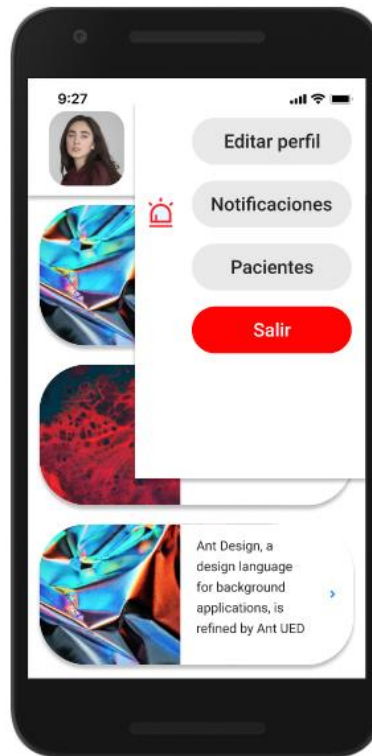 9:27
Editar perfil
Notificaciones
Pacientes
Salir
Ant Design, a
design language
for background
applications, is
refined by Ant UED